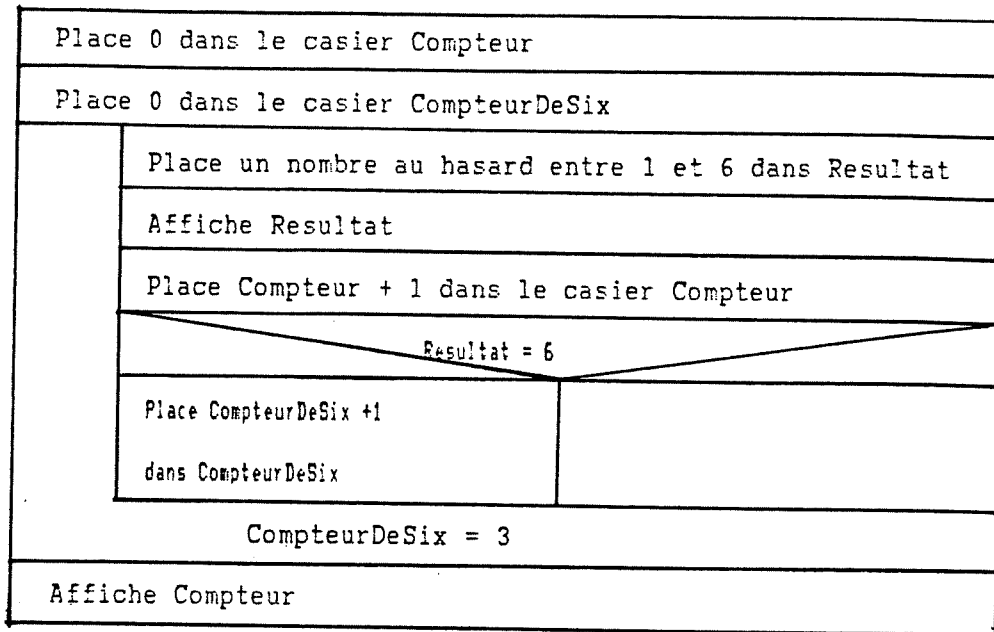 Place 0 dans le casier Compteur
Place 0 dans le casier CompteurDeSix
Place un nombre au hasard entre 1 et 6 dans Resultat
Affiche Resultat
Place Compteur + 1 dans le casier Compteur
Resultat = 6
Place CompteurDeSix +1
dans CompteurDeSix
CompteurDeSix = 3
Affiche Compteur